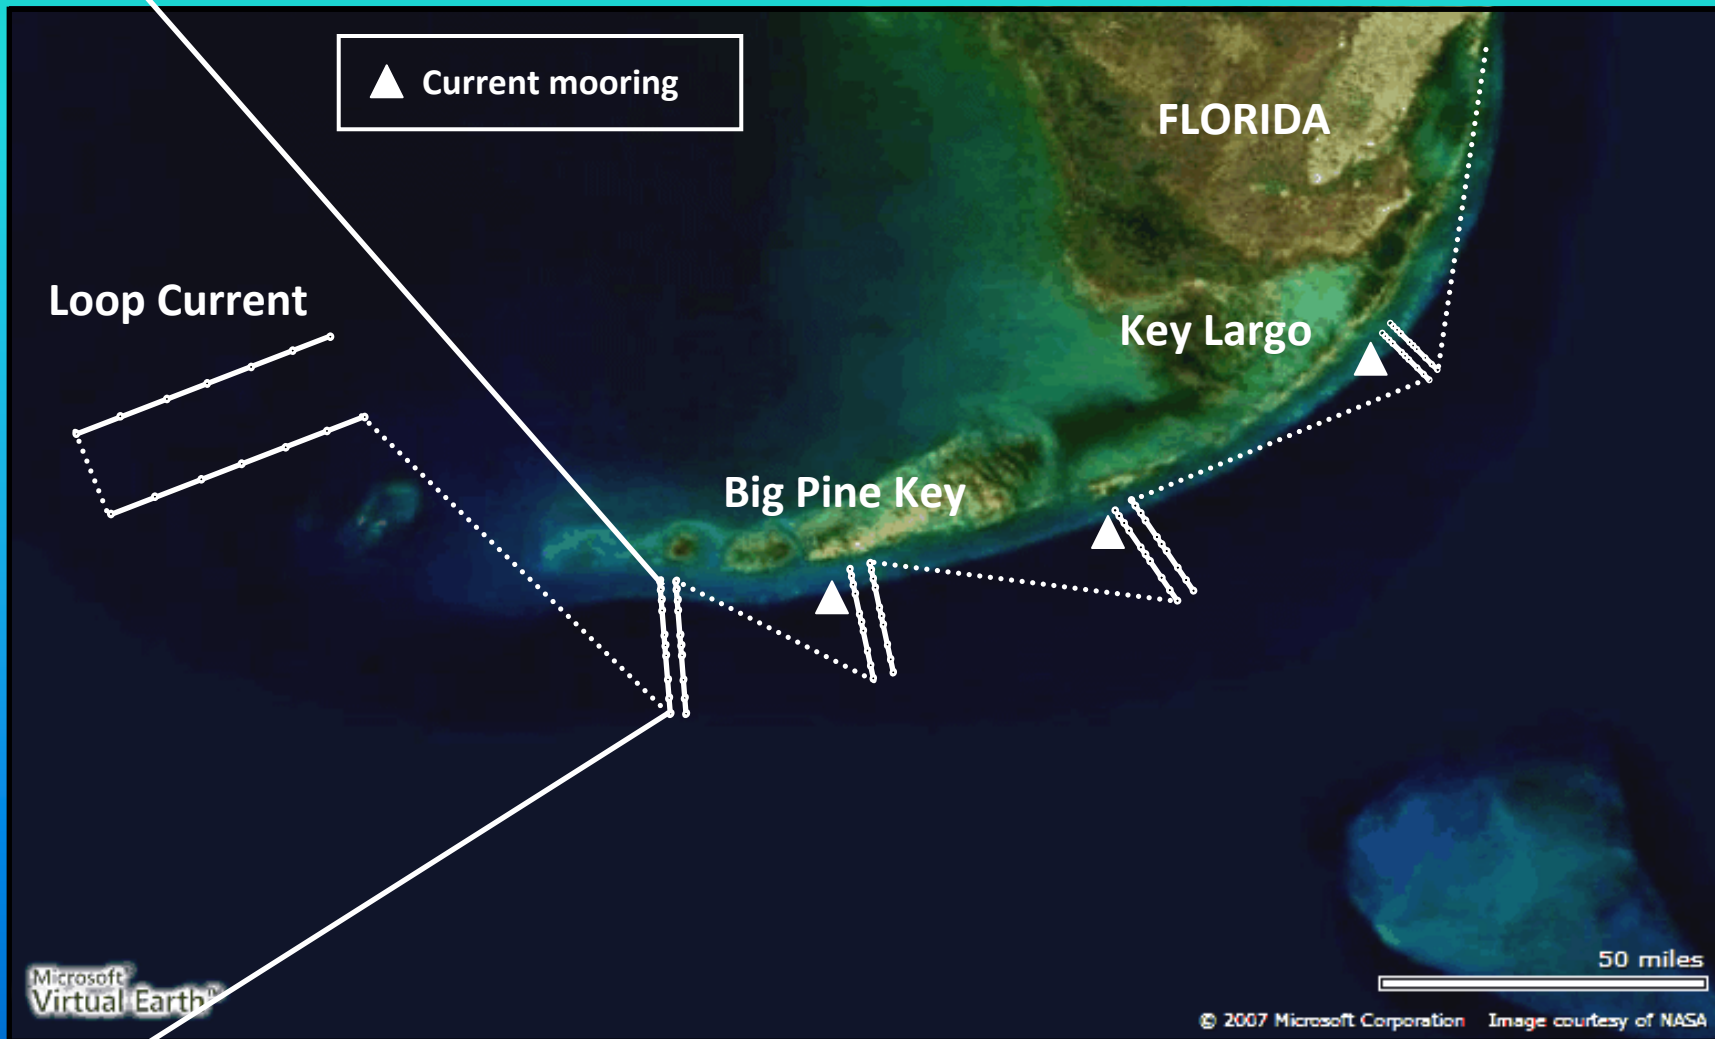 Current mooring
FLORIDA
Loop Current
Key Largo
Big Pine Key
50 miles
Microsoft®
Virtual Earth™
© 2007 Microsoft Corporation Image courtesy of NASA